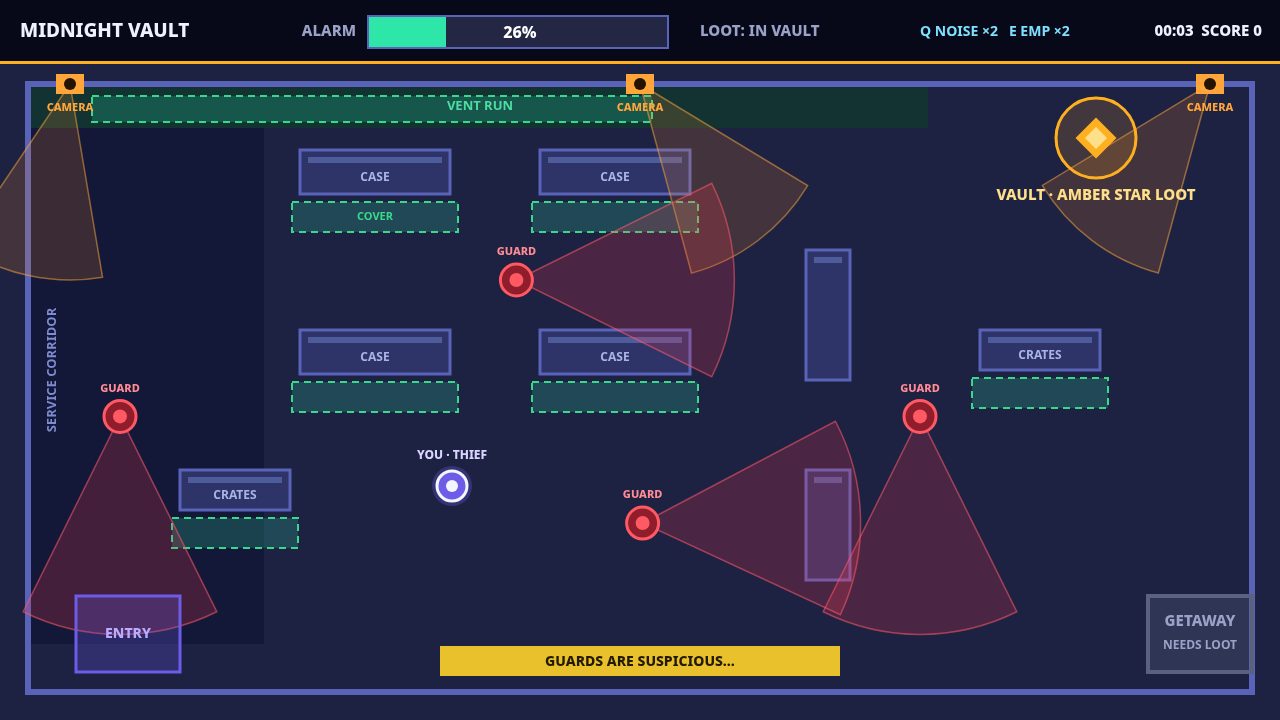 MIDNIGHT VAULT
ALARM
26%
LOOT: IN VAULT
Q NOISE ×2 E EMP ×2
00:03 SCORE 0
CAMERA
VENT RUN
CAMERA
CAMERA
CASE
CASE
VAULT · AMBER STAR LOOT
COVER
GUARD
SERVICE CORRIDOR
CASE
CASE
CRATES
GUARD
GUARD
YOU · THIEF
CRATES
GUARD
ENTRY
GETAWAY
NEEDS LOOT
GUARDS ARE SUSPICIOUS...